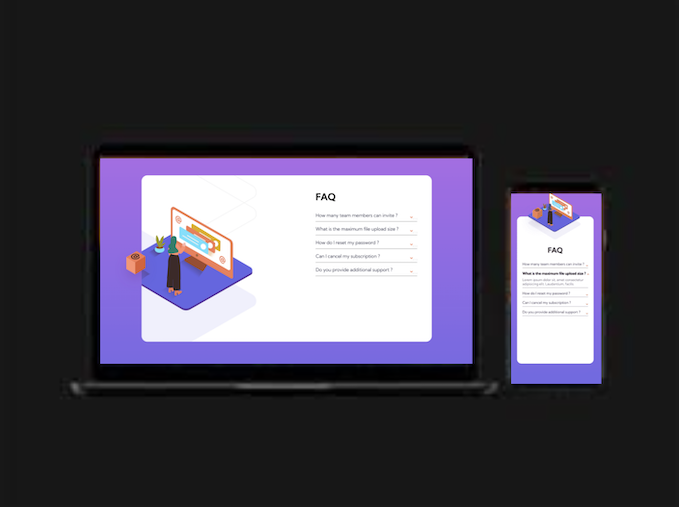 FAQ
How many team members can invite ?
What is the maximum file upload size ?
How do I reset my password ?
Can I cancel my subscription ?
Do you provide additional support ?
FAQ
How many team members can invite ?
What is the maximum file upload size ?
How do I reset my password ?
Can I cancel my subscription ?
Do you provide additional support ?